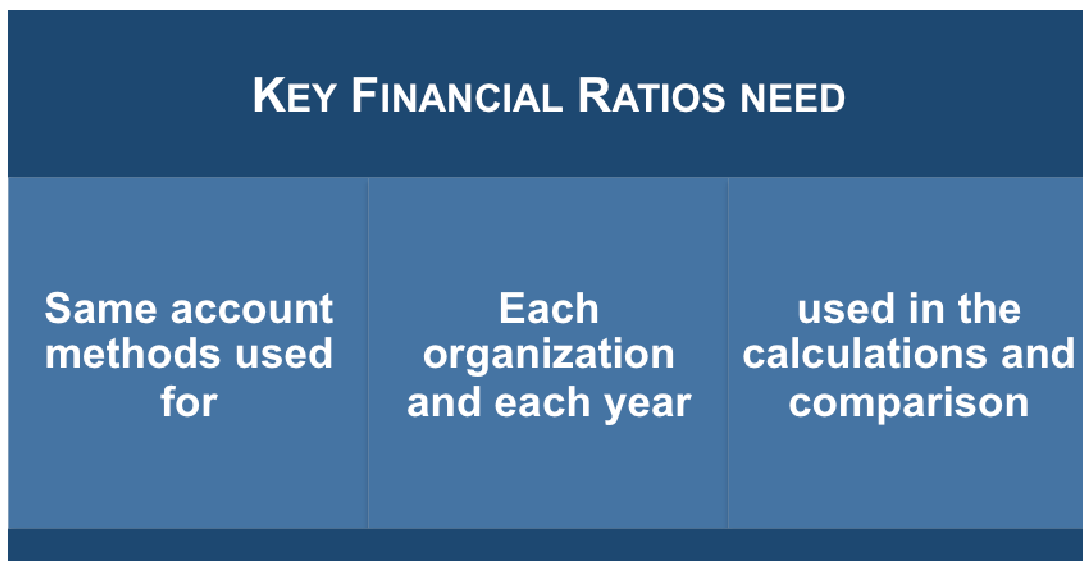 KEY FINANCIAL RATIOS NEED
Same account
methods used
for
Each
organization
and each year
used in the
calculations and
comparison